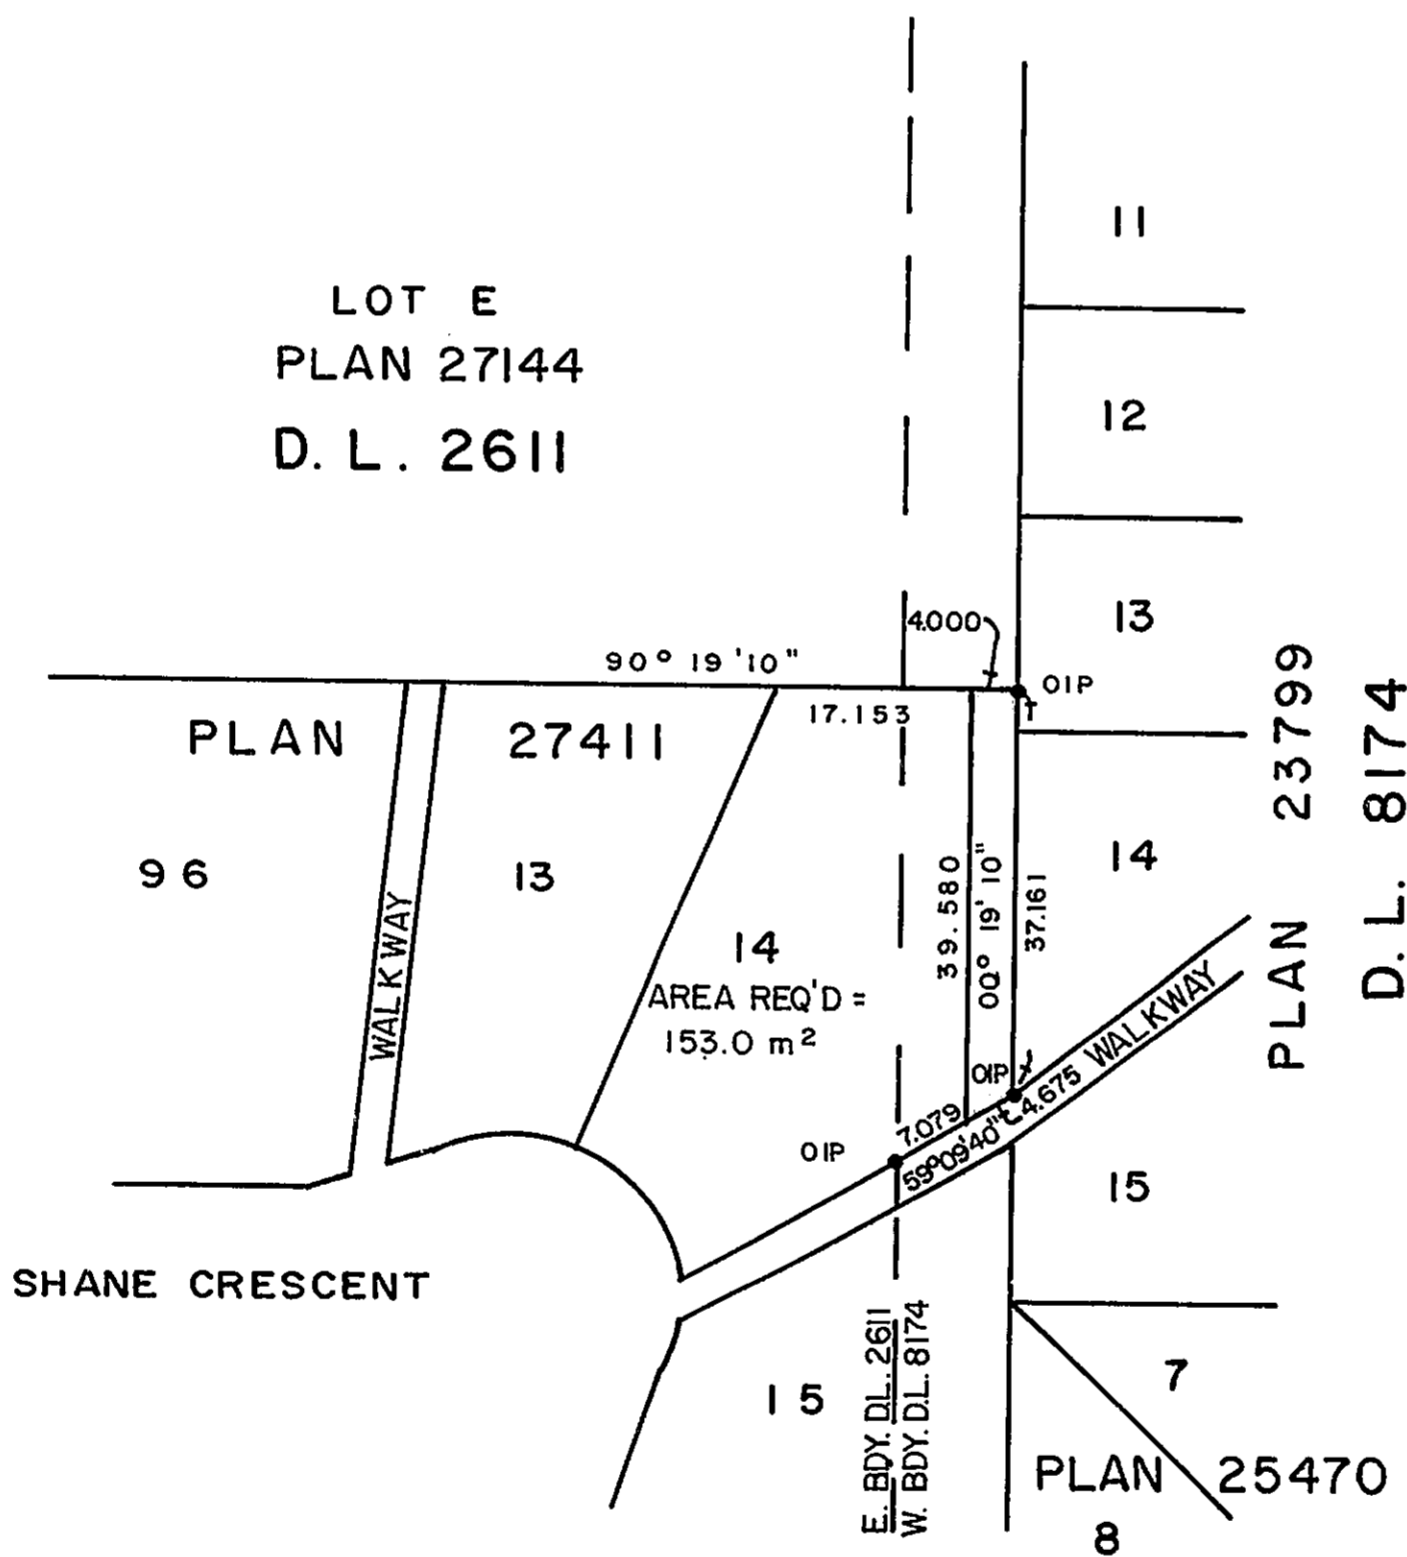 11
LOT E
PLAN 27144
D. L. 2611
12
13
4.000
90° 19' 10"
OIP
17.153
PLAN 27411
PLAN 23799
D. L. 8174
96
13
14
WALKWAY
14
AREA REQ'D =
153.0 m²
39.580
00° 19' 10"
37.161
OIP
WALKWAY
4.675
7.079
59°09'40"
OIP
15
SHANE CRESCENT
E. BDY. D.L. 2611
W. BDY. D.L. 8174
15
7
PLAN 25470
8